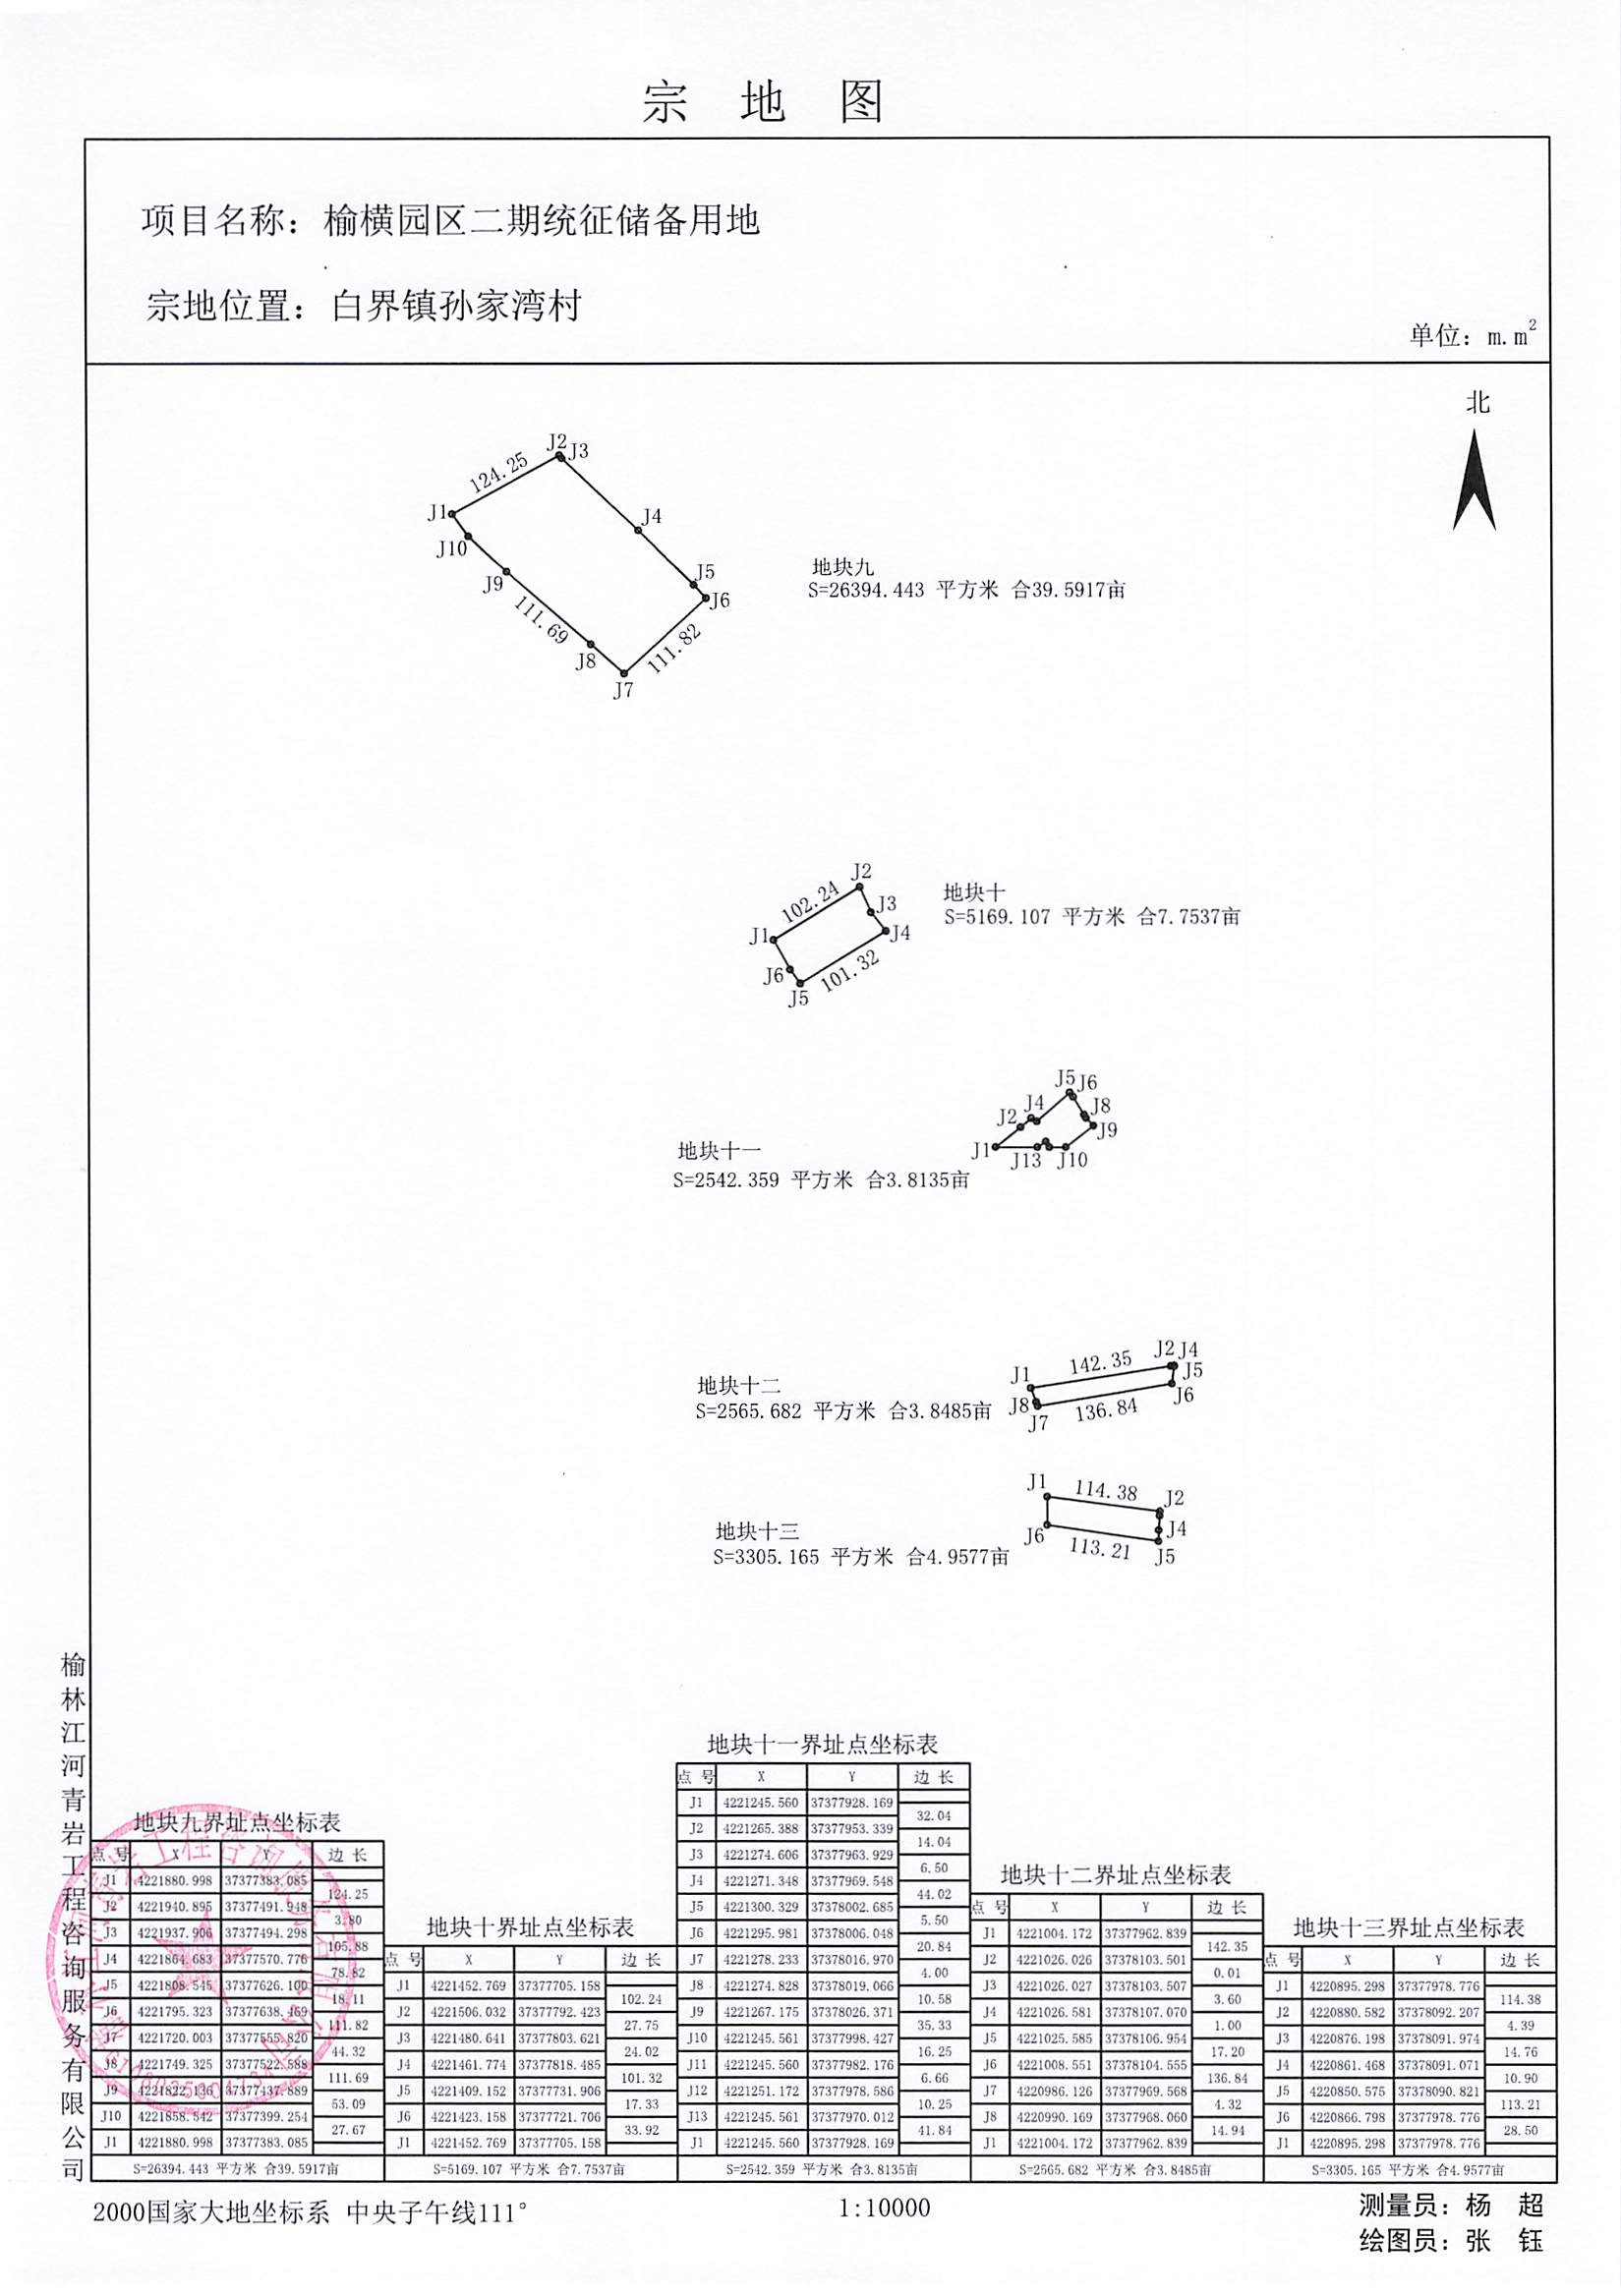 宗 地 图
项目名称：榆横园区二期统征储备用地
宗地位置：白界镇孙家湾村
单位：m.m²
北
J2
J3
124.25
J1
J4
J10
J5
J9
J6
111.69
111.82
J8
J7
地块九
S=26394.443 平方米 合39.5917亩
J2
102.24
J3
J1
J4
J6
101.32
J5
地块十
S=5169.107 平方米 合7.7537亩
J5 J6
J4 J8
J2 J9
J1 J13 J10
地块十一
S=2542.359 平方米 合3.8135亩
J2 J4
142.35
J1 J5
J8 J6
J7 136.84
地块十二
S=2565.682 平方米 合3.8485亩
J1 114.38 J2
J6 J4
113.21 J5
地块十三
S=3305.165 平方米 合4.9577亩
榆林江河青岩工程咨询服务有限公司
地块九界址点坐标表
点 号 X Y 边 长
J1 4221880.998 37377383.085
124.25
J2 4221940.895 37377491.948
3.80
J3 4221937.906 37377494.298
105.88
J4 4221864.683 37377570.776
78.82
J5 4221808.545 37377626.100
18.11
J6 4221795.323 37377638.469
111.82
J7 4221720.003 37377555.820
44.32
J8 4221749.325 37377522.588
111.69
J9 4221822.136 37377437.889
53.09
J10 4221858.542 37377399.254
27.67
J1 4221880.998 37377383.085
S=26394.443 平方米 合39.5917亩
地块十界址点坐标表
点 号 X Y 边 长
J1 4221452.769 37377705.158
102.24
J2 4221506.032 37377792.423
27.75
J3 4221480.641 37377803.621
24.02
J4 4221461.774 37377818.485
101.32
J5 4221409.152 37377731.906
17.33
J6 4221423.158 37377721.706
33.92
J1 4221452.769 37377705.158
S=5169.107 平方米 合7.7537亩
地块十一界址点坐标表
点 号 X Y 边 长
J1 4221245.560 37377928.169
32.04
J2 4221265.388 37377953.339
14.04
J3 4221274.606 37377963.929
6.50
J4 4221271.348 37377969.548
44.02
J5 4221300.329 37378002.685
5.50
J6 4221295.981 37378006.048
20.84
J7 4221278.233 37378016.970
4.00
J8 4221274.828 37378019.066
10.58
J9 4221267.175 37378026.371
35.33
J10 4221245.561 37377998.427
16.25
J11 4221245.560 37377982.176
6.66
J12 4221251.172 37377978.586
10.25
J13 4221245.561 37377970.012
41.84
J1 4221245.560 37377928.169
S=2542.359 平方米 合3.8135亩
地块十二界址点坐标表
点 号 X Y 边 长
J1 4221004.172 37377962.839
142.35
J2 4221026.026 37378103.501
0.01
J3 4221026.027 37378103.507
3.60
J4 4221026.581 37378107.070
1.00
J5 4221025.585 37378106.954
17.20
J6 4221008.551 37378104.555
136.84
J7 4220986.126 37377969.568
4.32
J8 4220990.169 37377968.060
14.94
J1 4221004.172 37377962.839
S=2565.682 平方米 合3.8485亩
地块十三界址点坐标表
点 号 X Y 边 长
J1 4220895.298 37377978.776
114.38
J2 4220880.582 37378092.207
4.39
J3 4220876.198 37378091.974
14.76
J4 4220861.468 37378091.071
10.90
J5 4220850.575 37378090.821
113.21
J6 4220866.798 37377978.776
28.50
J1 4220895.298 37377978.776
S=3305.165 平方米 合4.9577亩
2000国家大地坐标系 中央子午线111°
1:10000
测量员：杨 超
绘图员：张 钰